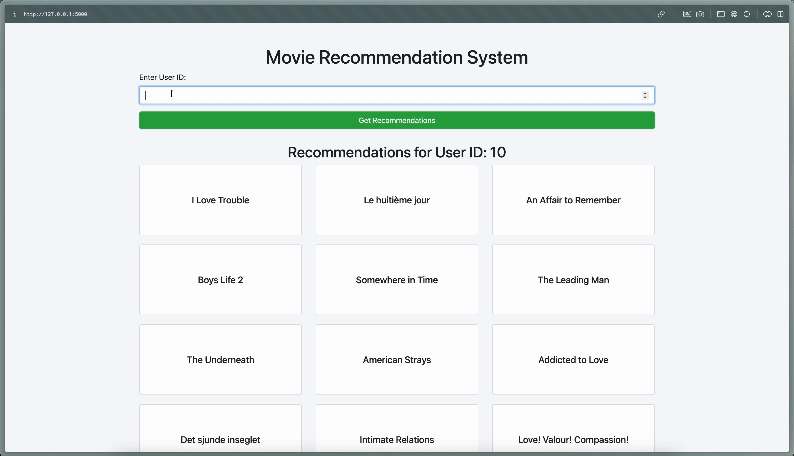 http://127.0.0.1:5000
Movie Recommendation System
Enter User ID:
Get Recommendations
Recommendations for User ID: 10
I Love Trouble
Le huitième jour
An Affair to Remember
Boys Life 2
Somewhere in Time
The Leading Man
The Underneath
American Strays
Addicted to Love
Det sjunde inseglet
Intimate Relations
Love! Valour! Compassion!